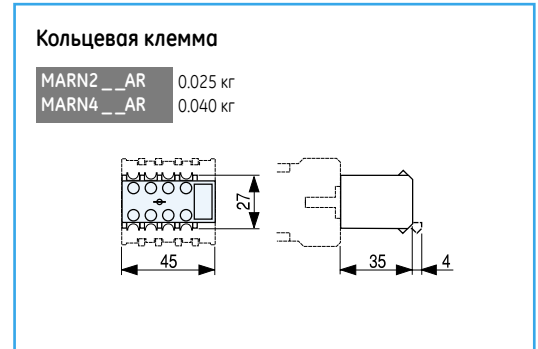 Кольцевая клемма
MARN2_ _AR 0.025 кг
MARN4_ _AR 0.040 кг
27
45
35
4